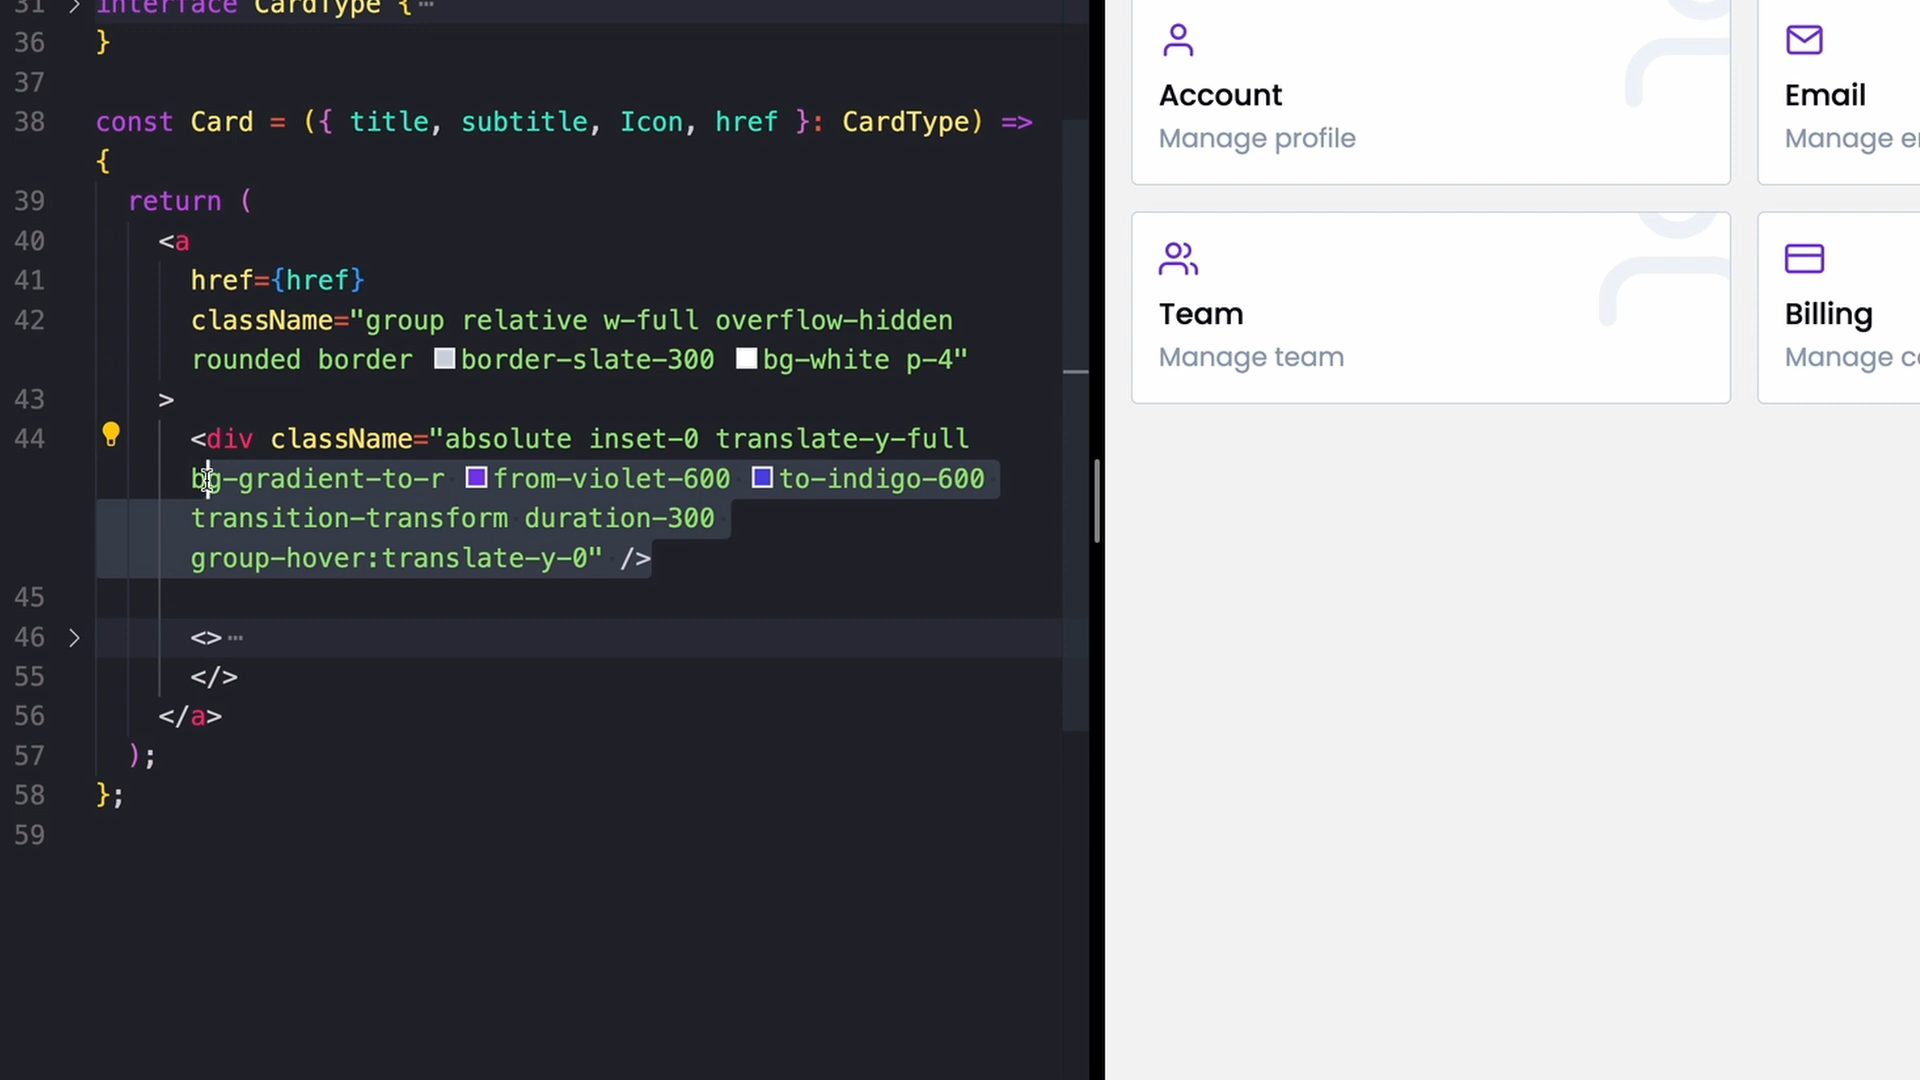 31 > interface CardType { ⋯
36 }
37
38 const Card = ({ title, subtitle, Icon, href }: CardType) =>
{
39 return (
40 <a
41 href={href}
42 className="group relative w-full overflow-hidden
rounded border border-slate-300 bg-white p-4"
43 >
44 <div className="absolute inset-0 translate-y-full
bg-gradient-to-r from-violet-600 to-indigo-600
transition-transform duration-300
group-hover:translate-y-0" />
45
46 > <> ⋯
55 </>
56 </a>
57 );
58 };
59
Account
Manage profile
Email
Manage
Team
Manage team
Billing
Manage